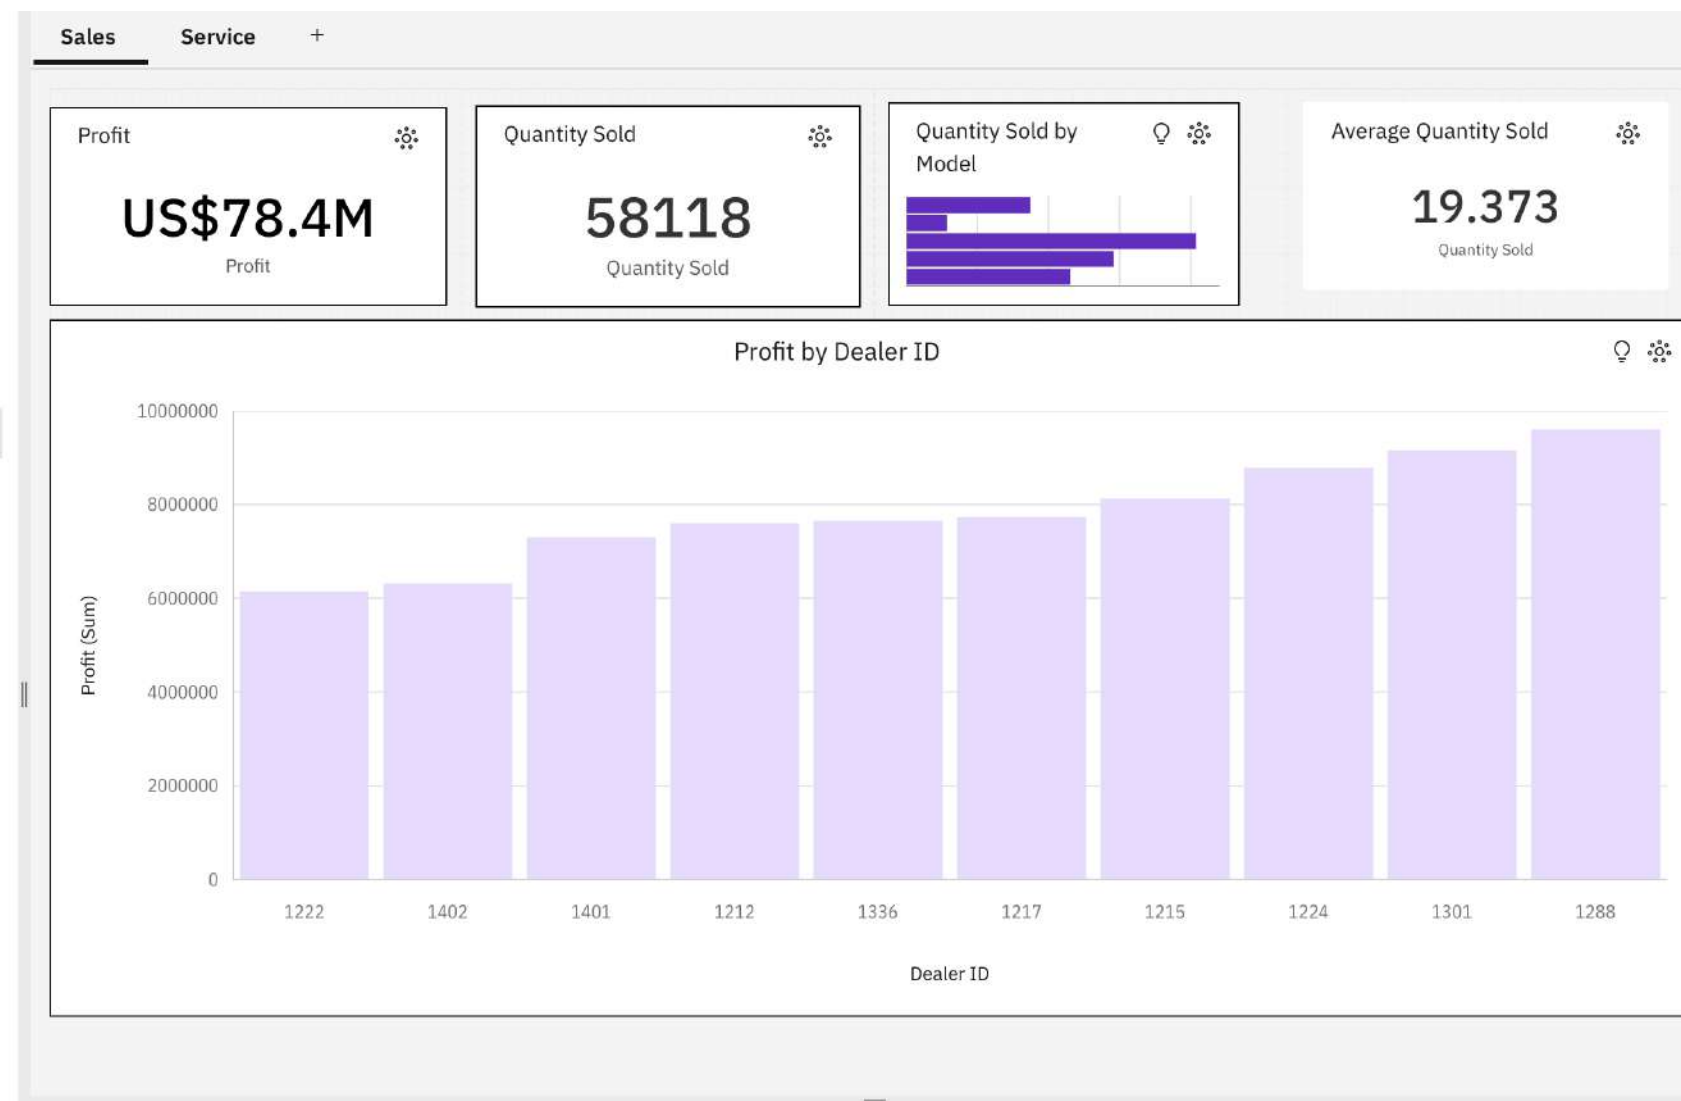 Sales Service +
Profit
US$78.4M
Profit
Quantity Sold
58118
Quantity Sold
Quantity Sold by
Model
Average Quantity Sold
19.373
Quantity Sold
Profit by Dealer ID
Profit (Sum)
10000000
8000000
6000000
4000000
2000000
0
1222 1402 1401 1212 1336 1217 1215 1224 1301 1288
Dealer ID